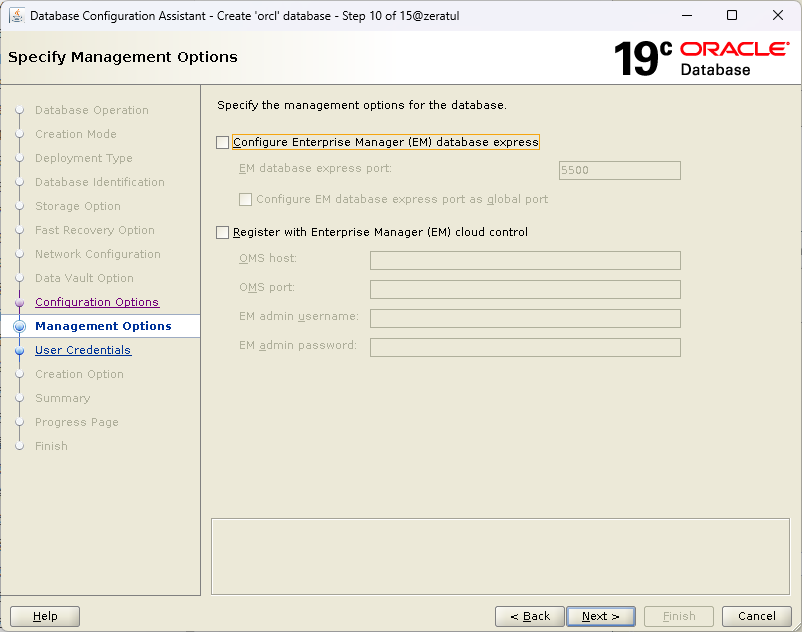 Database Configuration Assistant - Create 'orcl' database - Step 10 of 15@zeratul
Specify Management Options
19c ORACLE
Database
Database Operation
Creation Mode
Deployment Type
Database Identification
Storage Option
Fast Recovery Option
Network Configuration
Data Vault Option
Configuration Options
Management Options
User Credentials
Creation Option
Summary
Progress Page
Finish
Specify the management options for the database.
Configure Enterprise Manager (EM) database express
EM database express port: 5500
Configure EM database express port as global port
Register with Enterprise Manager (EM) cloud control
OMS host:
OMS port:
EM admin username:
EM admin password:
Help
< Back
Next >
Finish
Cancel